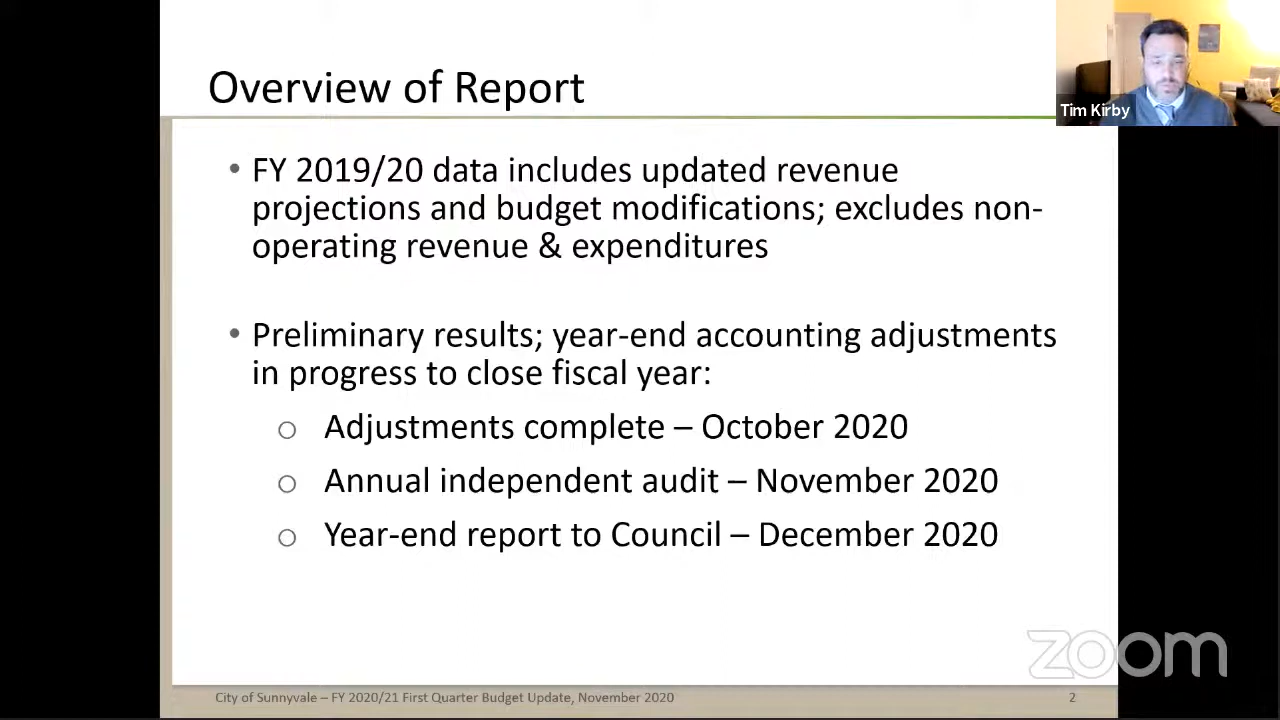 Overview of Report
Tim Kirby
• FY 2019/20 data includes updated revenue
projections and budget modifications; excludes non-
operating revenue & expenditures
• Preliminary results; year-end accounting adjustments
in progress to close fiscal year:
o Adjustments complete – October 2020
o Annual independent audit – November 2020
o Year-end report to Council – December 2020
zoom
City of Sunnyvale – FY 2020/21 First Quarter Budget Update, November 2020 2